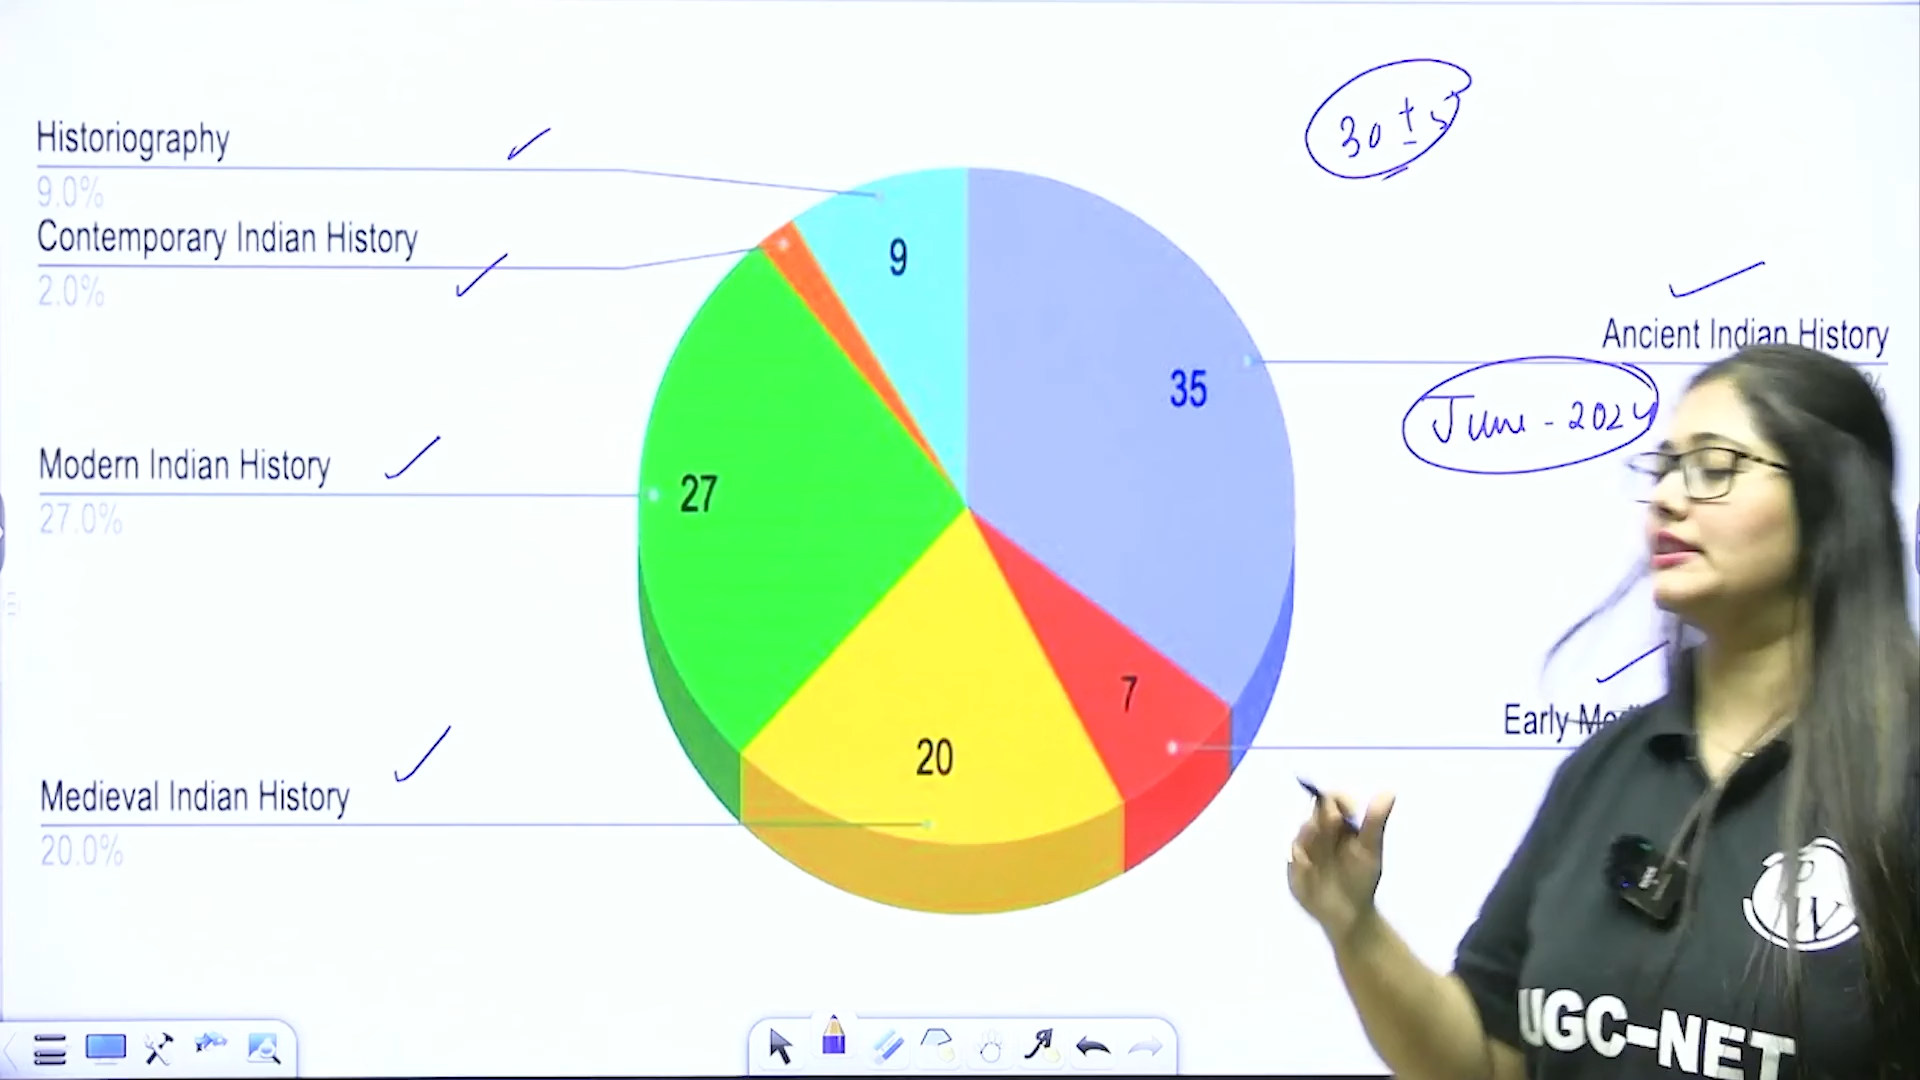 30 ± 5
Historiography
9.0%
Contemporary Indian History
2.0%
9
Ancient Indian History
%
35
June - 2024
Modern Indian History
27.0%
27
7
Early
20
Medieval Indian History
20.0%
PW
UGC-NET